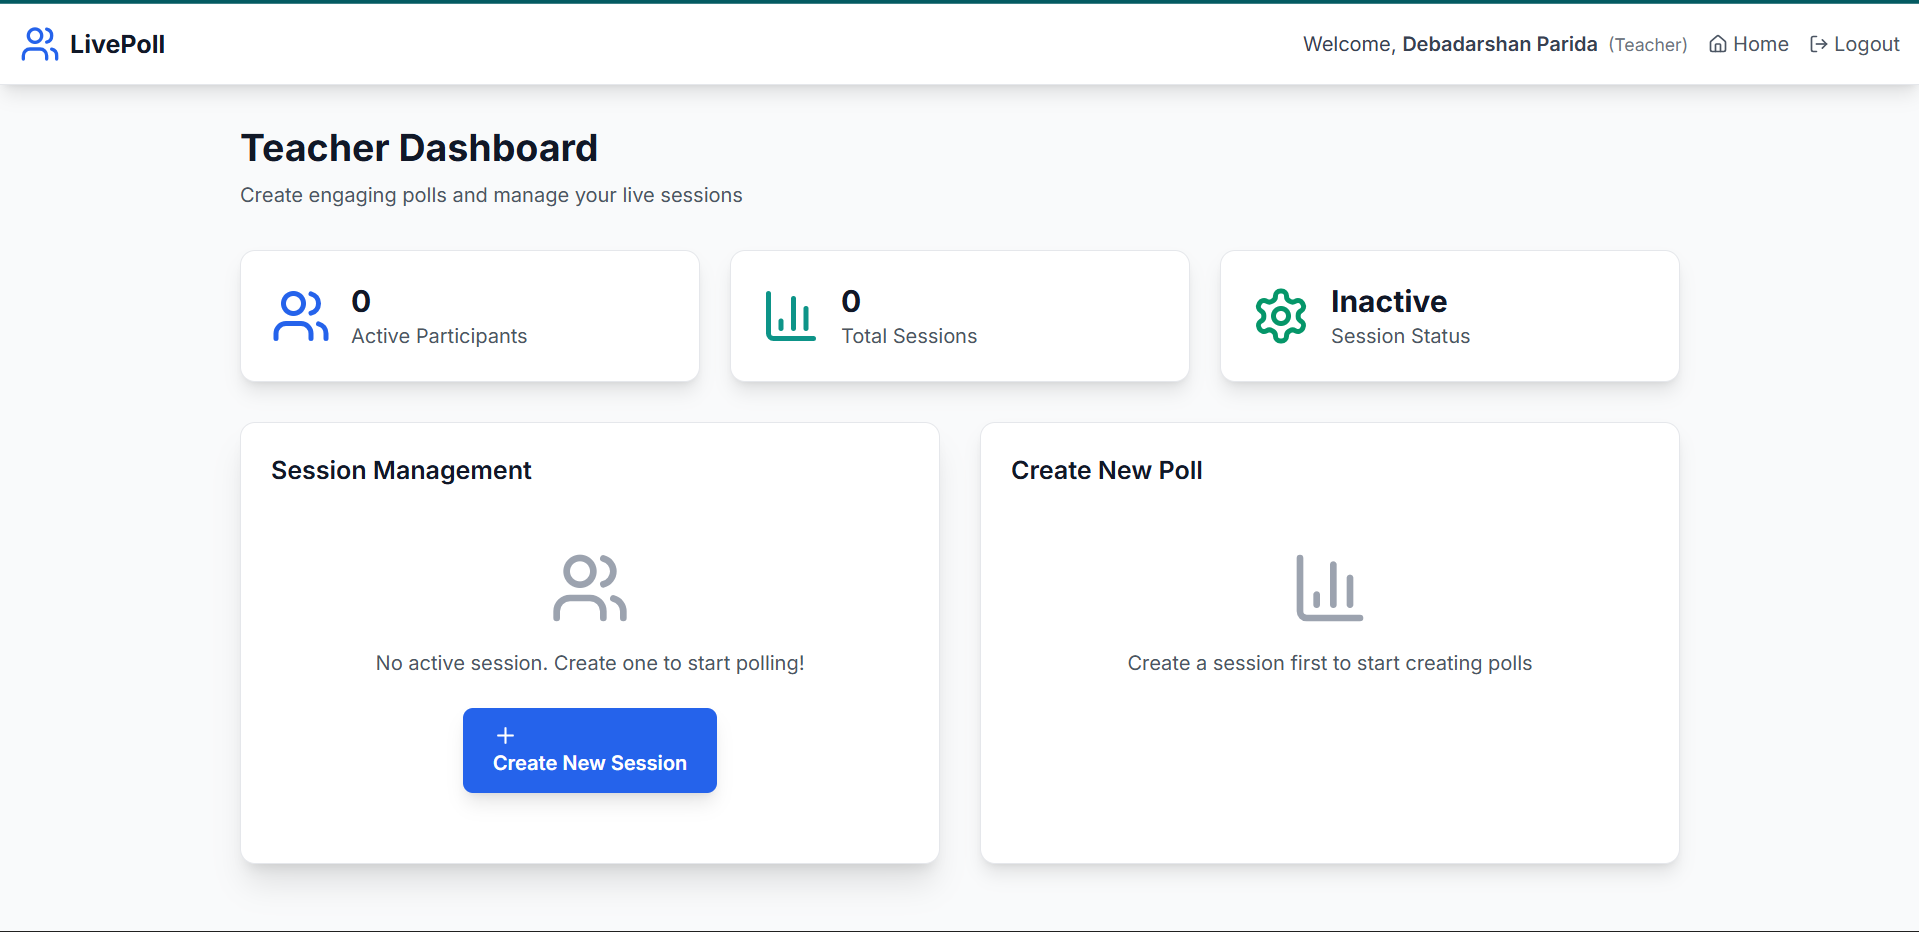 LivePoll
Welcome, Debadarshan Parida (Teacher) Home Logout
Teacher Dashboard
Create engaging polls and manage your live sessions
0
Active Participants
0
Total Sessions
Inactive
Session Status
Session Management
No active session. Create one to start polling!
Create New Session
Create New Poll
Create a session first to start creating polls